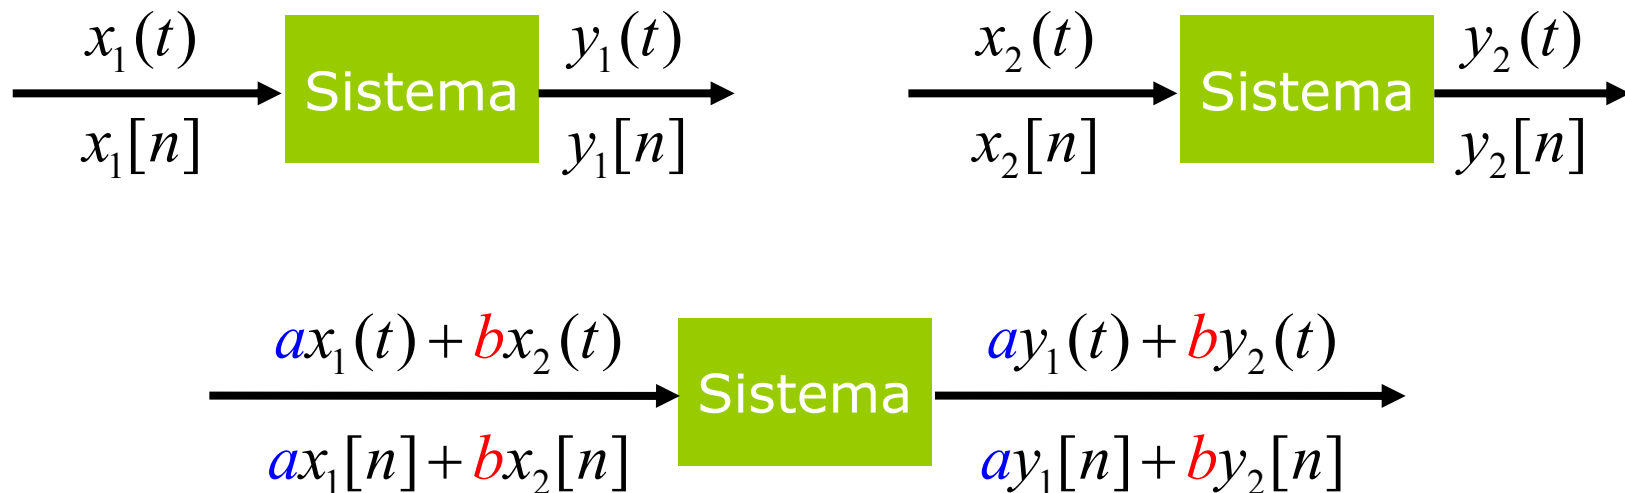 x₁(t) Sistema y₁(t)
x₁[n] y₁[n]
x₂(t) Sistema y₂(t)
x₂[n] y₂[n]
ax₁(t) + bx₂(t) Sistema ay₁(t) + by₂(t)
ax₁[n] + bx₂[n] ay₁[n] + by₂[n]